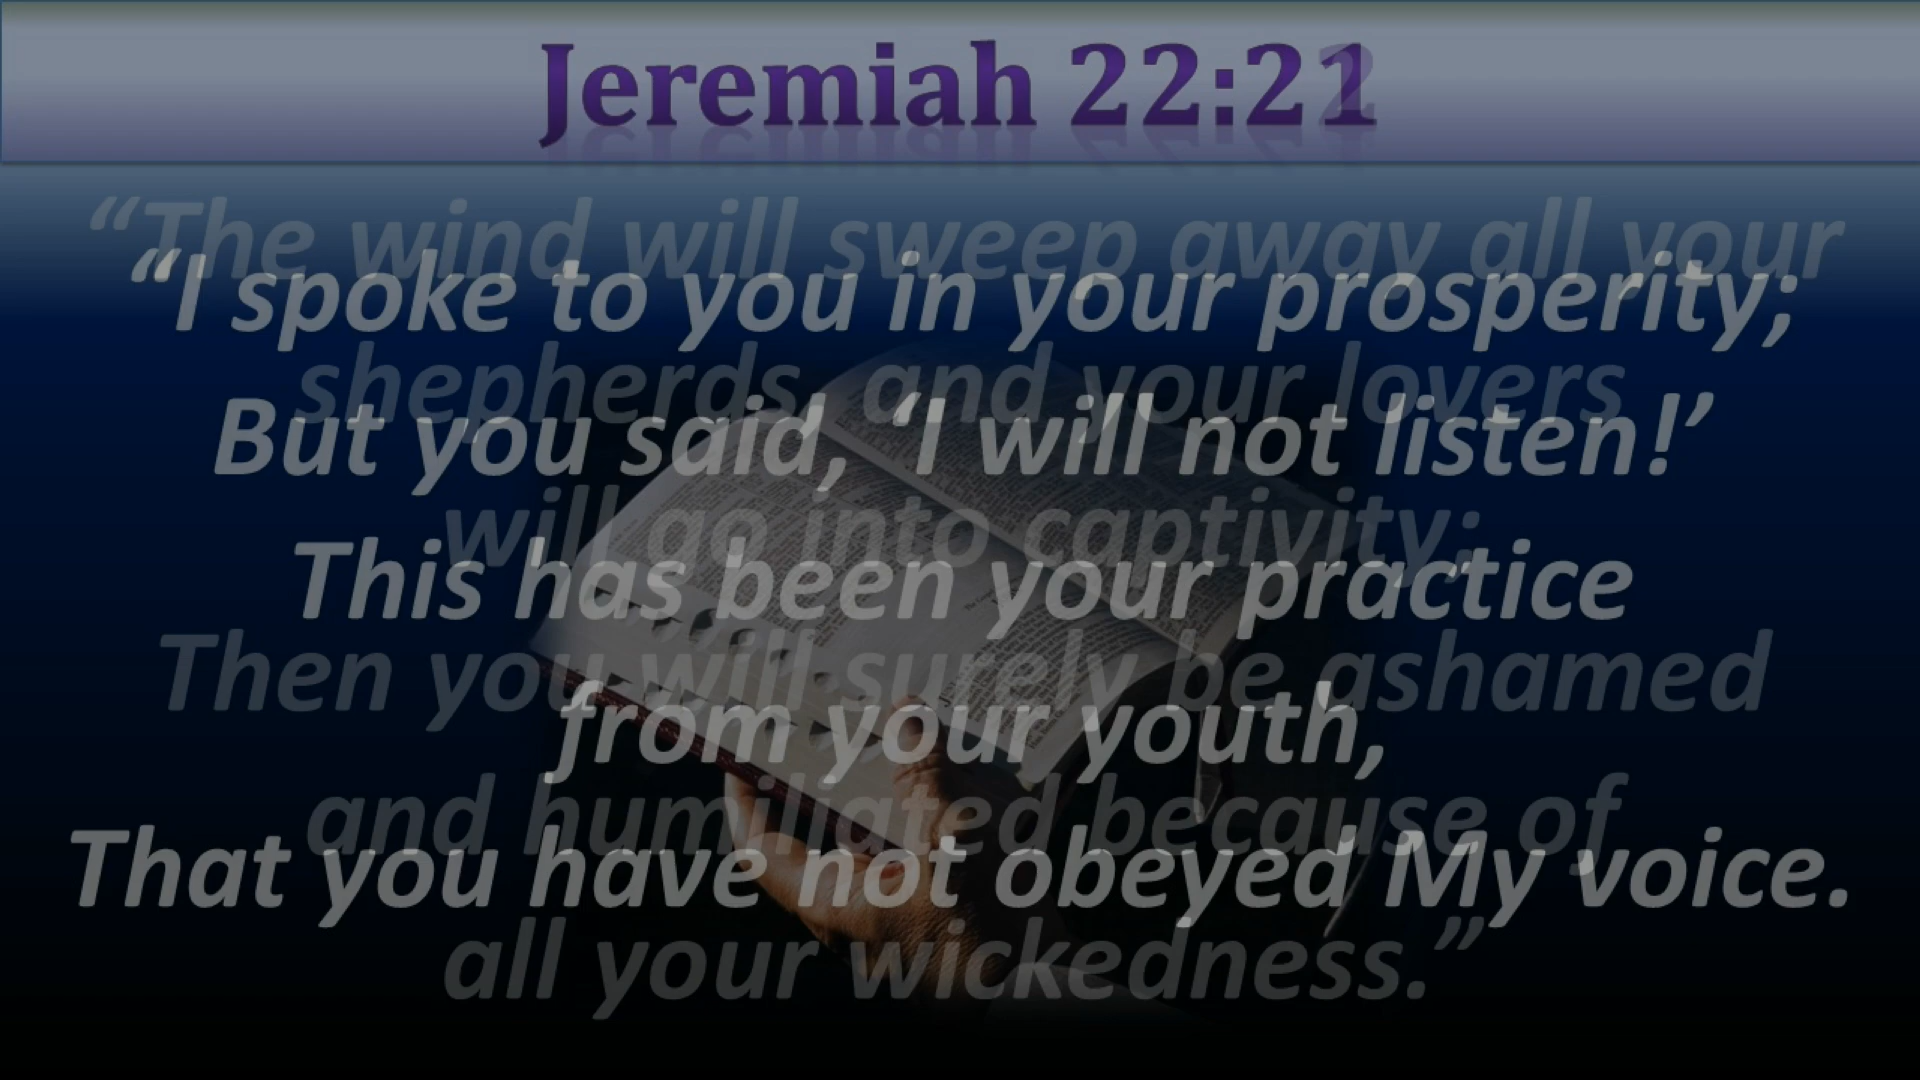 Jeremiah 22:21
“I spoke to you in your prosperity;
But you said, ‘I will not listen!’
This has been your practice
from your youth,
That you have not obeyed My voice.
“The wind will sweep away all your
shepherds, and your lovers
will go into captivity;
Then you will surely be ashamed
and humiliated because of
all your wickedness.”